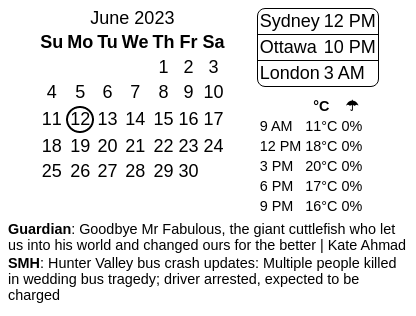 June 2023
Su Mo Tu We Th Fr Sa
1 2 3
4 5 6 7 8 9 10
11 12 13 14 15 16 17
18 19 20 21 22 23 24
25 26 27 28 29 30
Sydney 12 PM
Ottawa 10 PM
London 3 AM
°C ☂
9 AM 11°C 0%
12 PM 18°C 0%
3 PM 20°C 0%
6 PM 17°C 0%
9 PM 16°C 0%
Guardian: Goodbye Mr Fabulous, the giant cuttlefish who let
us into his world and changed ours for the better | Kate Ahmad
SMH: Hunter Valley bus crash updates: Multiple people killed
in wedding bus tragedy; driver arrested, expected to be
charged